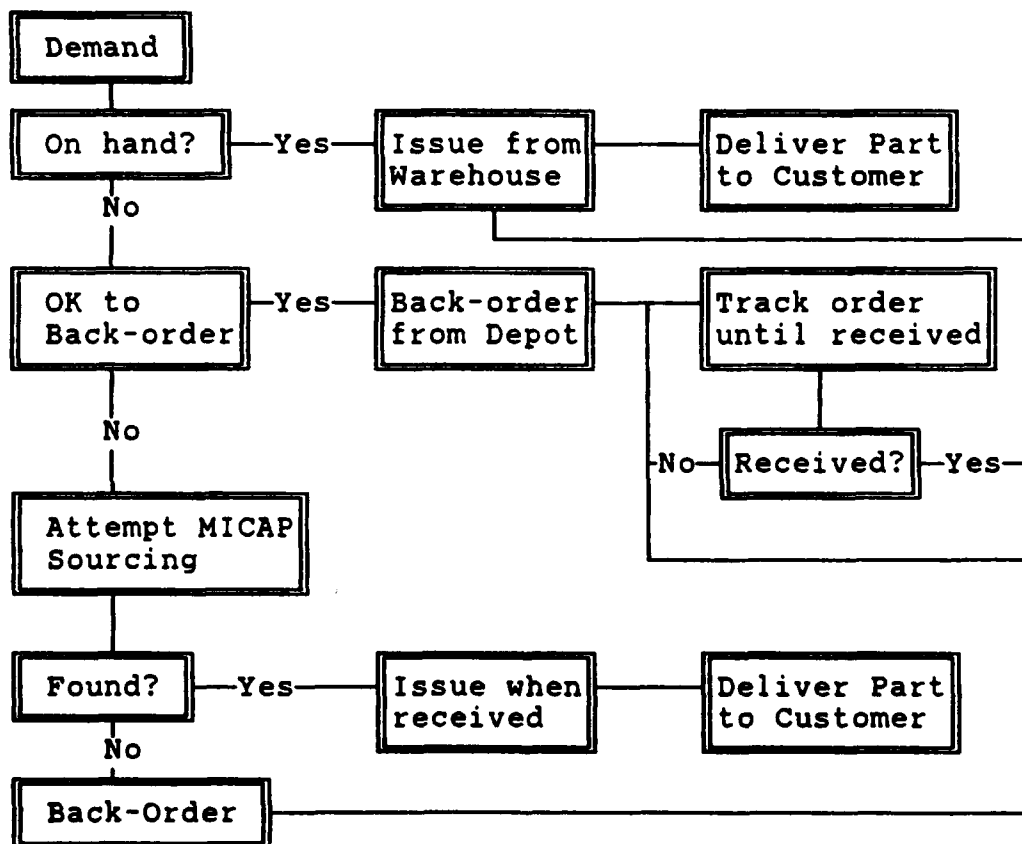 Demand
On hand?
Yes
Issue from
Warehouse
Deliver Part
to Customer
No
OK to
Back-order
Yes
Back-order
from Depot
Track order
until received
No
No
Received?
Yes
Attempt MICAP
Sourcing
Found?
Yes
Issue when
received
Deliver Part
to Customer
No
Back-Order